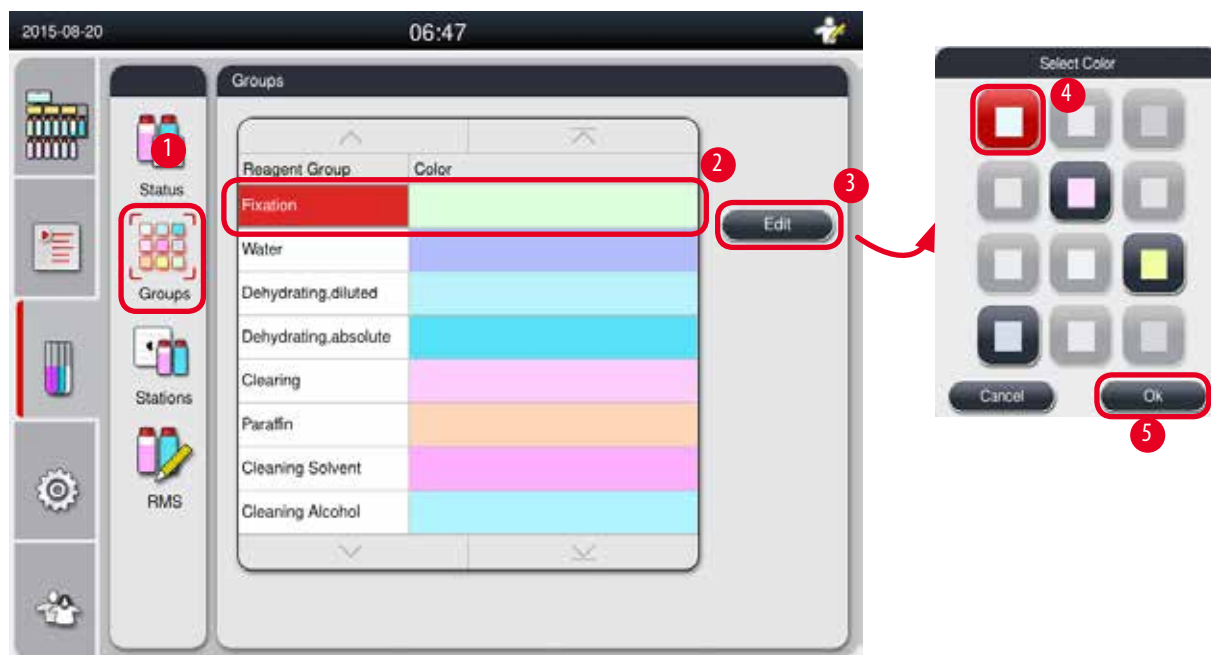 2015-08-20 06:47
Select Color
Groups
4
1
2
Reagent Group Color
3
Status
Fixation
Edit
Water
Groups
Dehydrating,diluted
Dehydrating,absolute
Clearing
Stations
Cancel Ok
Paraffin
5
Cleaning Solvent
RMS
Cleaning Alcohol